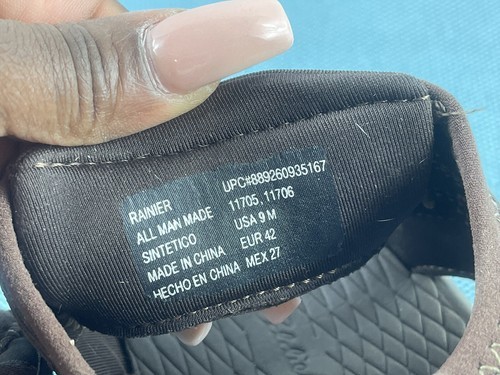 RAINIER UPC#889260935167
ALL MAN MADE 11705, 11706
SINTETICO USA 9 M
MADE IN CHINA EUR 42
HECHO EN CHINA MEX 27